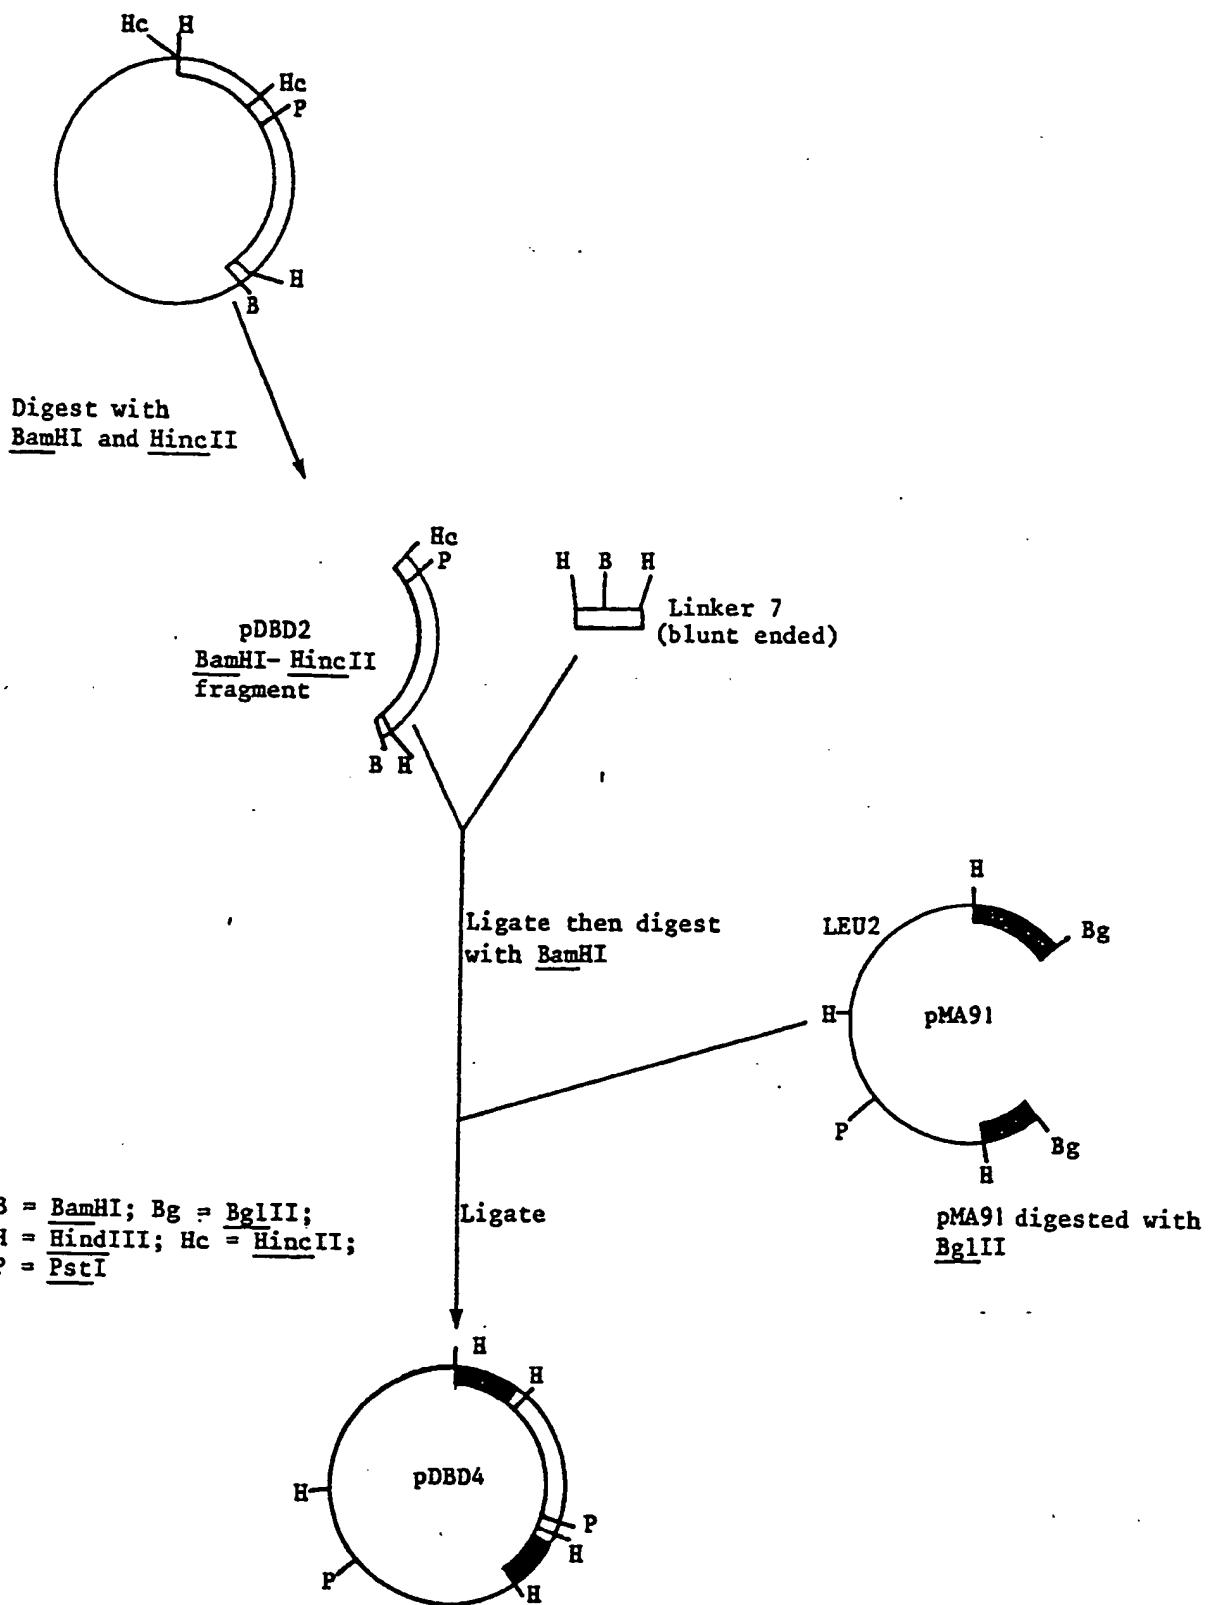 Hc H
Hc
P
H
B
Digest with
BamHI and HincII
Hc
P
pDBD2
BamHI- HincII
fragment
B H
H B H
Linker 7
(blunt ended)
Ligate then digest
with BamHI
H
LEU2
Bg
H
pMA91
P
Bg
H
pMA91 digested with
BglII
B = BamHI; Bg = BglII;
H = HindIII; Hc = HincII;
P = PstI
Ligate
H
H
pDBD4
H
P
H
P
H